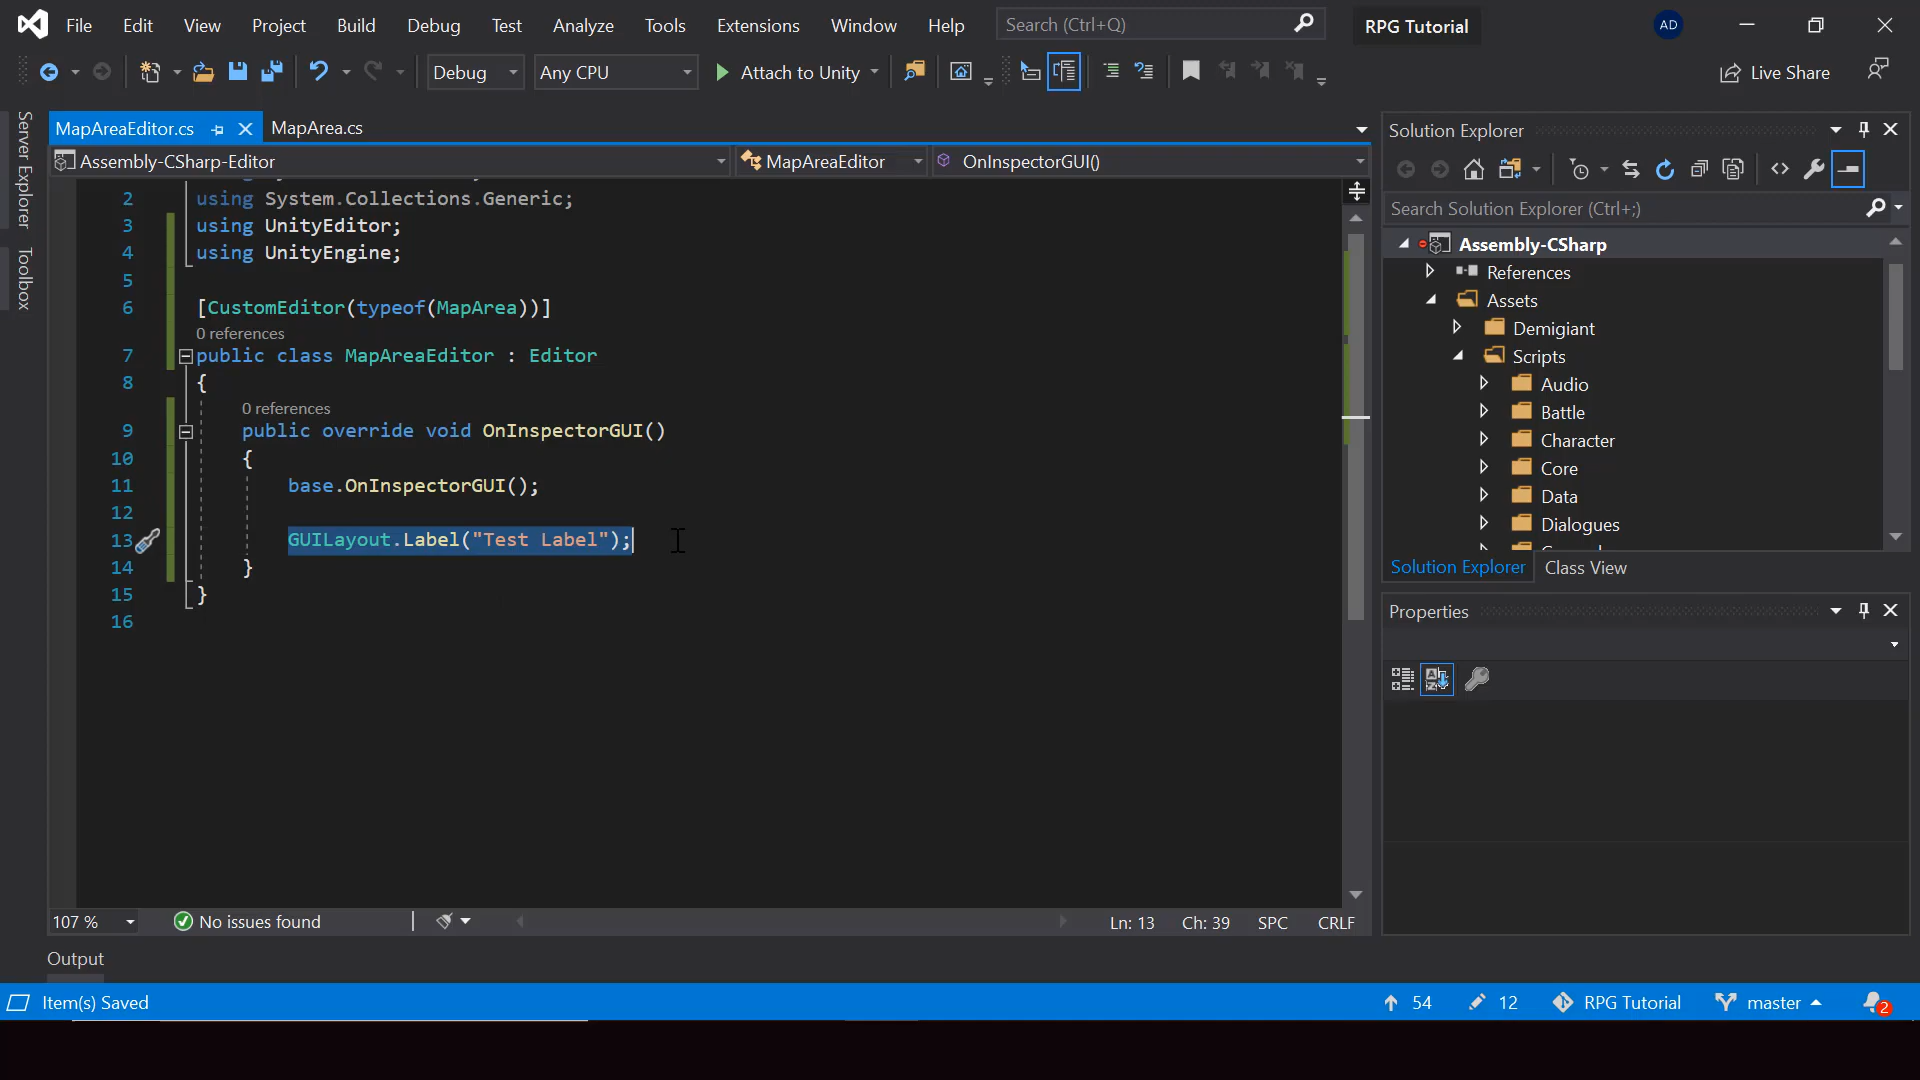 File Edit View Project Build Debug Test Analyze Tools Extensions Window Help Search (Ctrl+Q) RPG Tutorial AD
Debug Any CPU Attach to Unity Live Share
Server Explorer
Toolbox
MapAreaEditor.cs MapArea.cs
Assembly-CSharp-Editor MapAreaEditor OnInspectorGUI()
2 using System.Collections.Generic;
3 using UnityEditor;
4 using UnityEngine;
5
6 [CustomEditor(typeof(MapArea))]
0 references
7 public class MapAreaEditor : Editor
8 {
0 references
9 public override void OnInspectorGUI()
10 {
11 base.OnInspectorGUI();
12
13 GUILayout.Label("Test Label");
14 }
15 }
16
107 % No issues found Ln: 13 Ch: 39 SPC CRLF
Output
Solution Explorer
Search Solution Explorer (Ctrl+;)
Assembly-CSharp
References
Assets
Demigiant
Scripts
Audio
Battle
Character
Core
Data
Dialogues
Solution Explorer Class View
Properties
Item(s) Saved 54 12 RPG Tutorial master 2